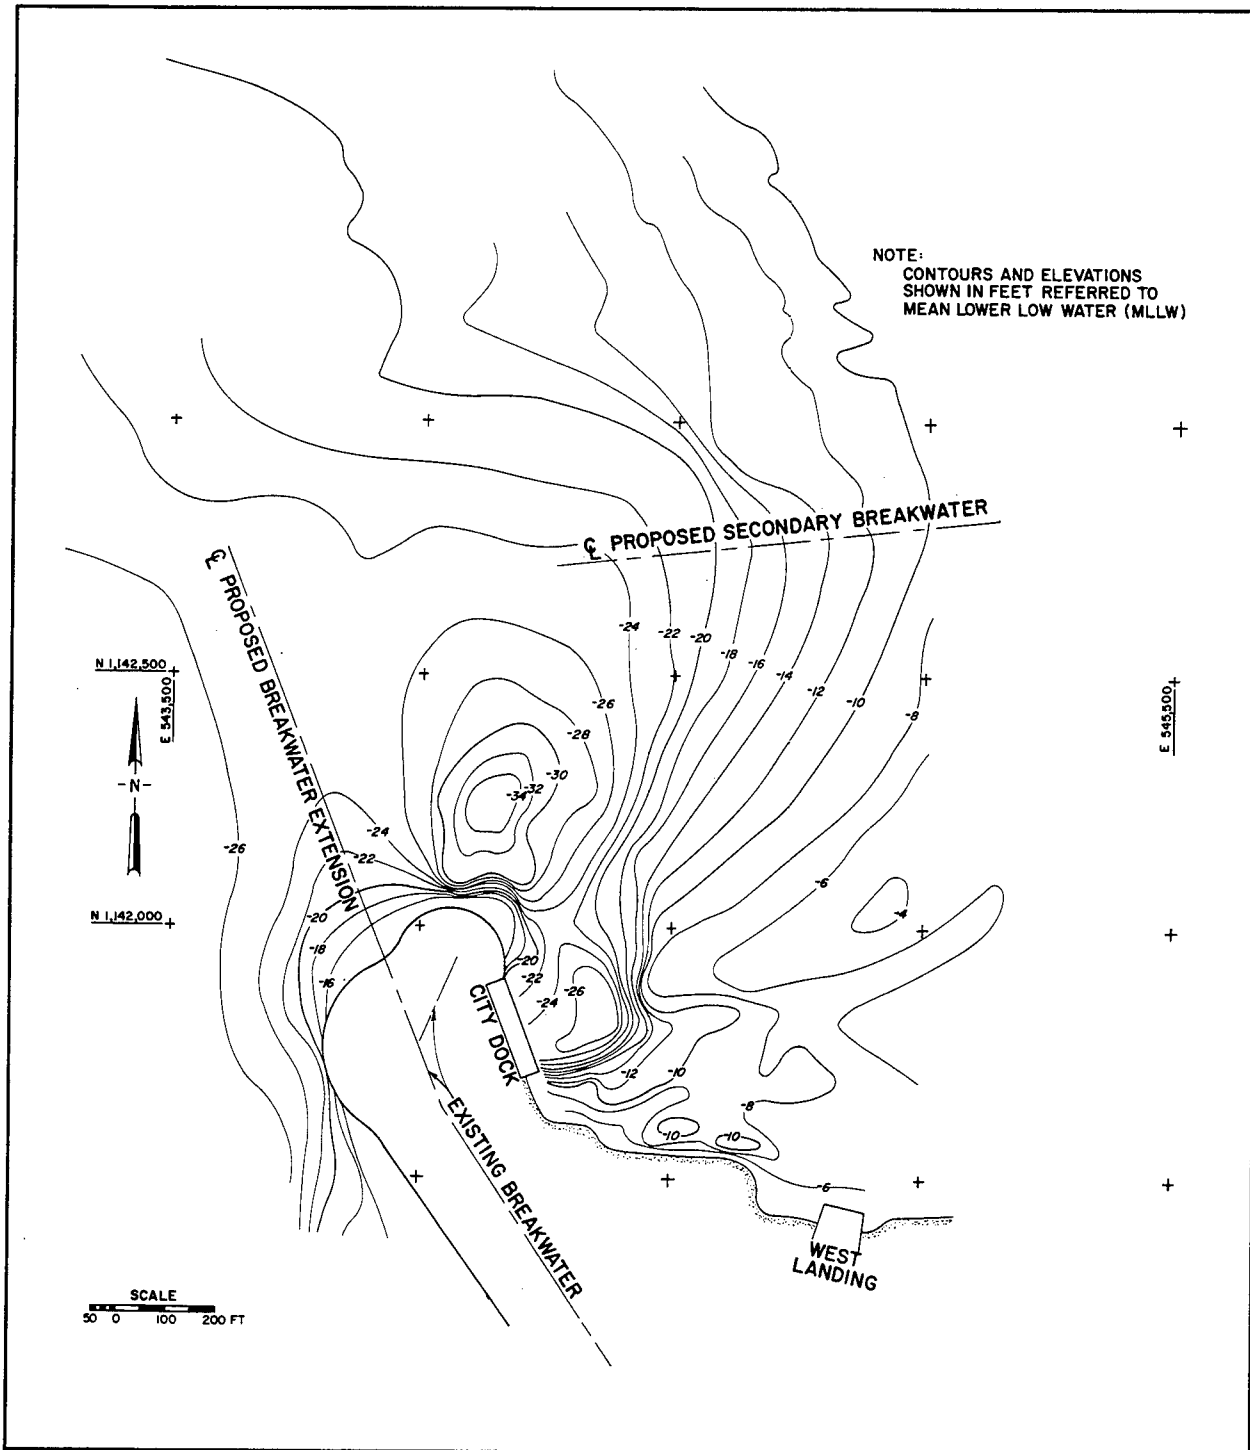 NOTE:
CONTOURS AND ELEVATIONS
SHOWN IN FEET REFERRED TO
MEAN LOWER LOW WATER (MLLW)
℄ PROPOSED SECONDARY BREAKWATER
℄ PROPOSED BREAKWATER EXTENSION
-24
-22
-20
-18
-16
-14
-12
-10
-8
N 1,142,500
E 543,500
E 545,500
-26
-28
-30
-32
-34
-N-
-24
-22
-26
-6
-4
N 1,142,000
-20
-18
-16
-20
-22
-24
-26
CITY DOCK
-12
-10
-8
-10
-10
EXISTING BREAKWATER
-6
WEST
LANDING
SCALE
50 0 100 200 FT